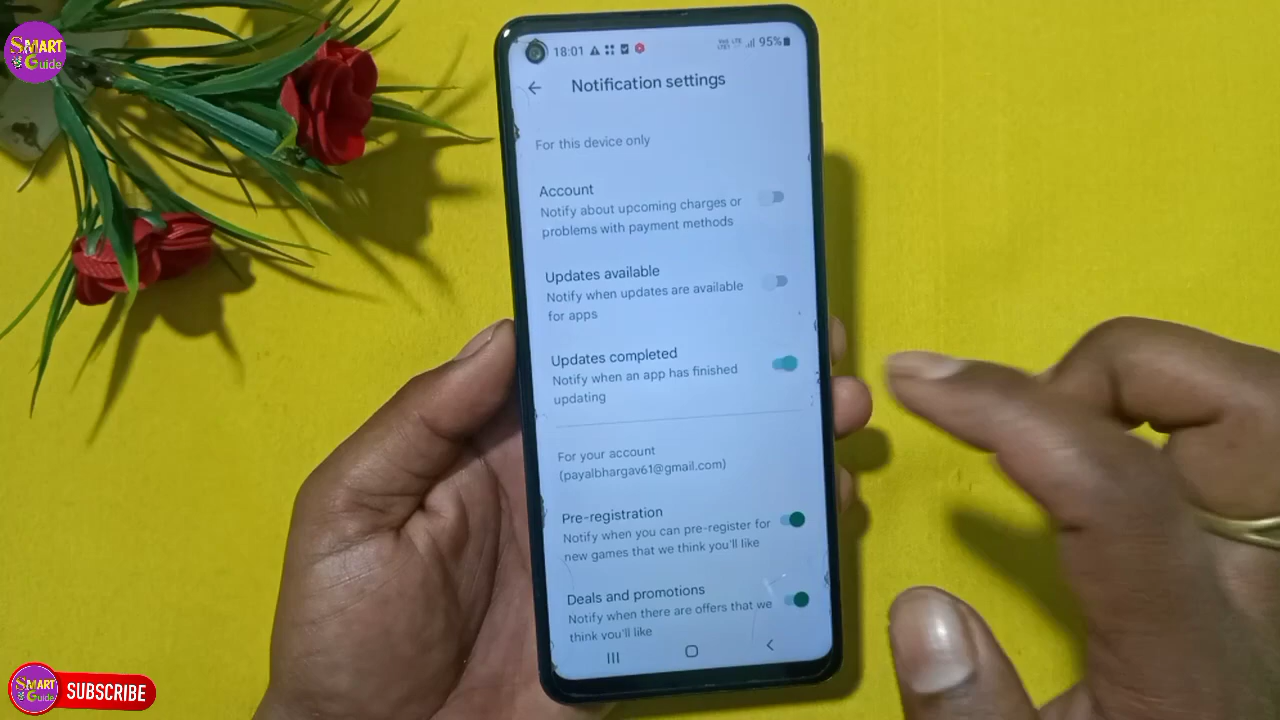 SMART
Guide
18:01
95%
Notification settings
For this device only
Account
Notify about upcoming charges or
problems with payment methods
Updates available
Notify when updates are available
for apps
Updates completed
Notify when an app has finished
updating
For your account
(payalbhargav61@gmail.com)
Pre-registration
Notify when you can pre-register for
new games that we think you'll like
Deals and promotions
Notify when there are offers that we
think you'll like
SMART
Guide
SUBSCRIBE